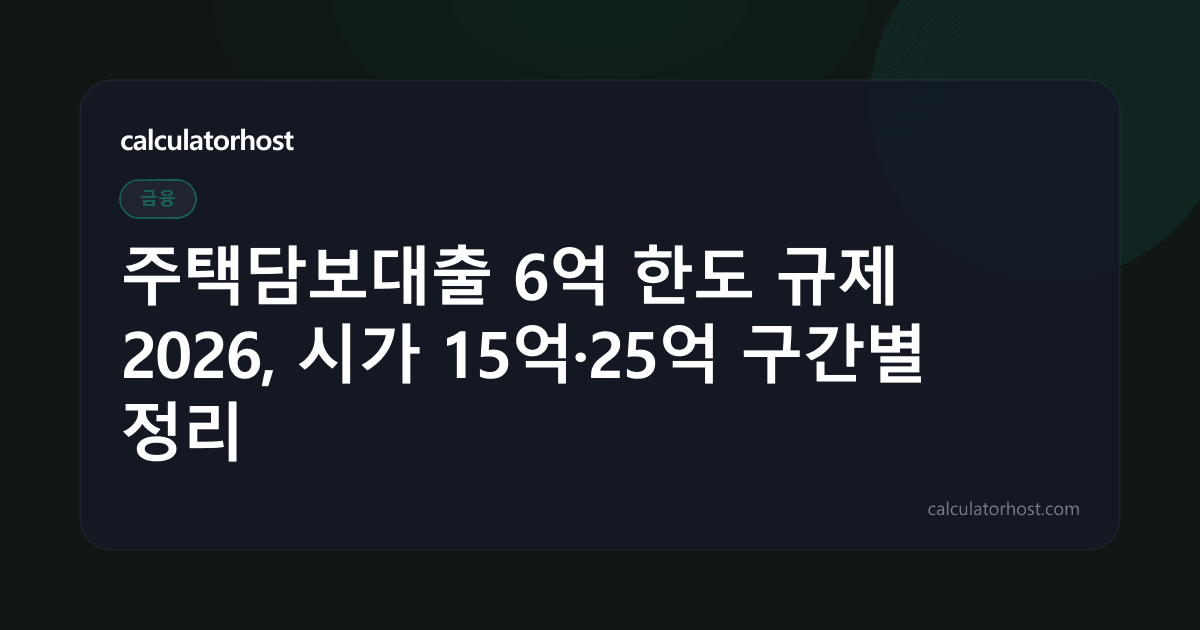 calculatorhost
금융
주택담보대출 6억 한도 규제
2026, 시가 15억·25억 구간별
정리
calculatorhost.com